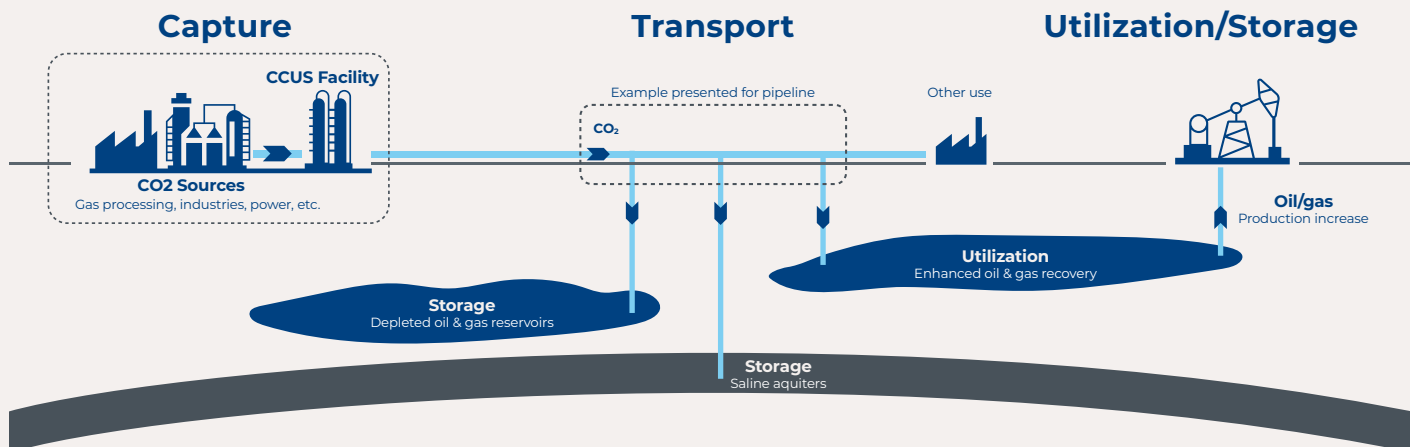 Capture
Transport
Utilization/Storage
CCUS Facility
CO2 Sources
Gas processing, industries, power, etc.
Example presented for pipeline
CO₂
Other use
Oil/gas
Production increase
Utilization
Enhanced oil & gas recovery
Storage
Depleted oil & gas reservoirs
Storage
Saline aquiters